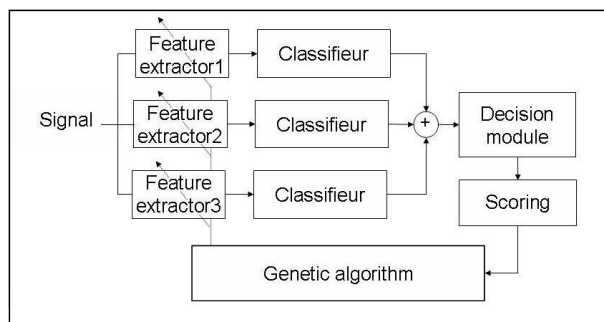 Feature
extractor1
Classifieur
Signal
Feature
extractor2
Classifieur
+
Decision
module
Feature
extractor3
Classifieur
Scoring
Genetic algorithm